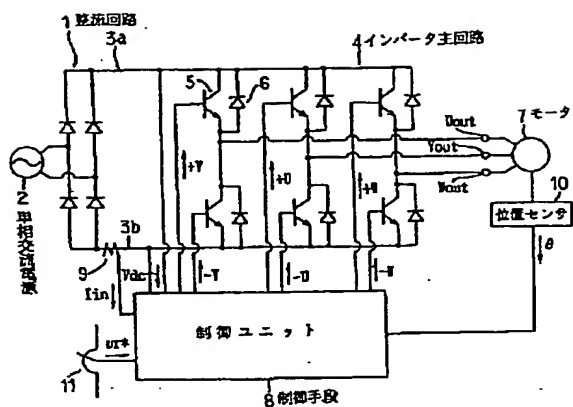 1 整流回路
3a
4 インバータ主回路
5
6
7 モータ
Uout
Vout
Wout
10
位置センサ
θ
2 単相交流電源
+V
+U
+W
3b
9
Vdc
Iin
-V
-U
-W
制御ユニット
ωr*
11
8 制御手段